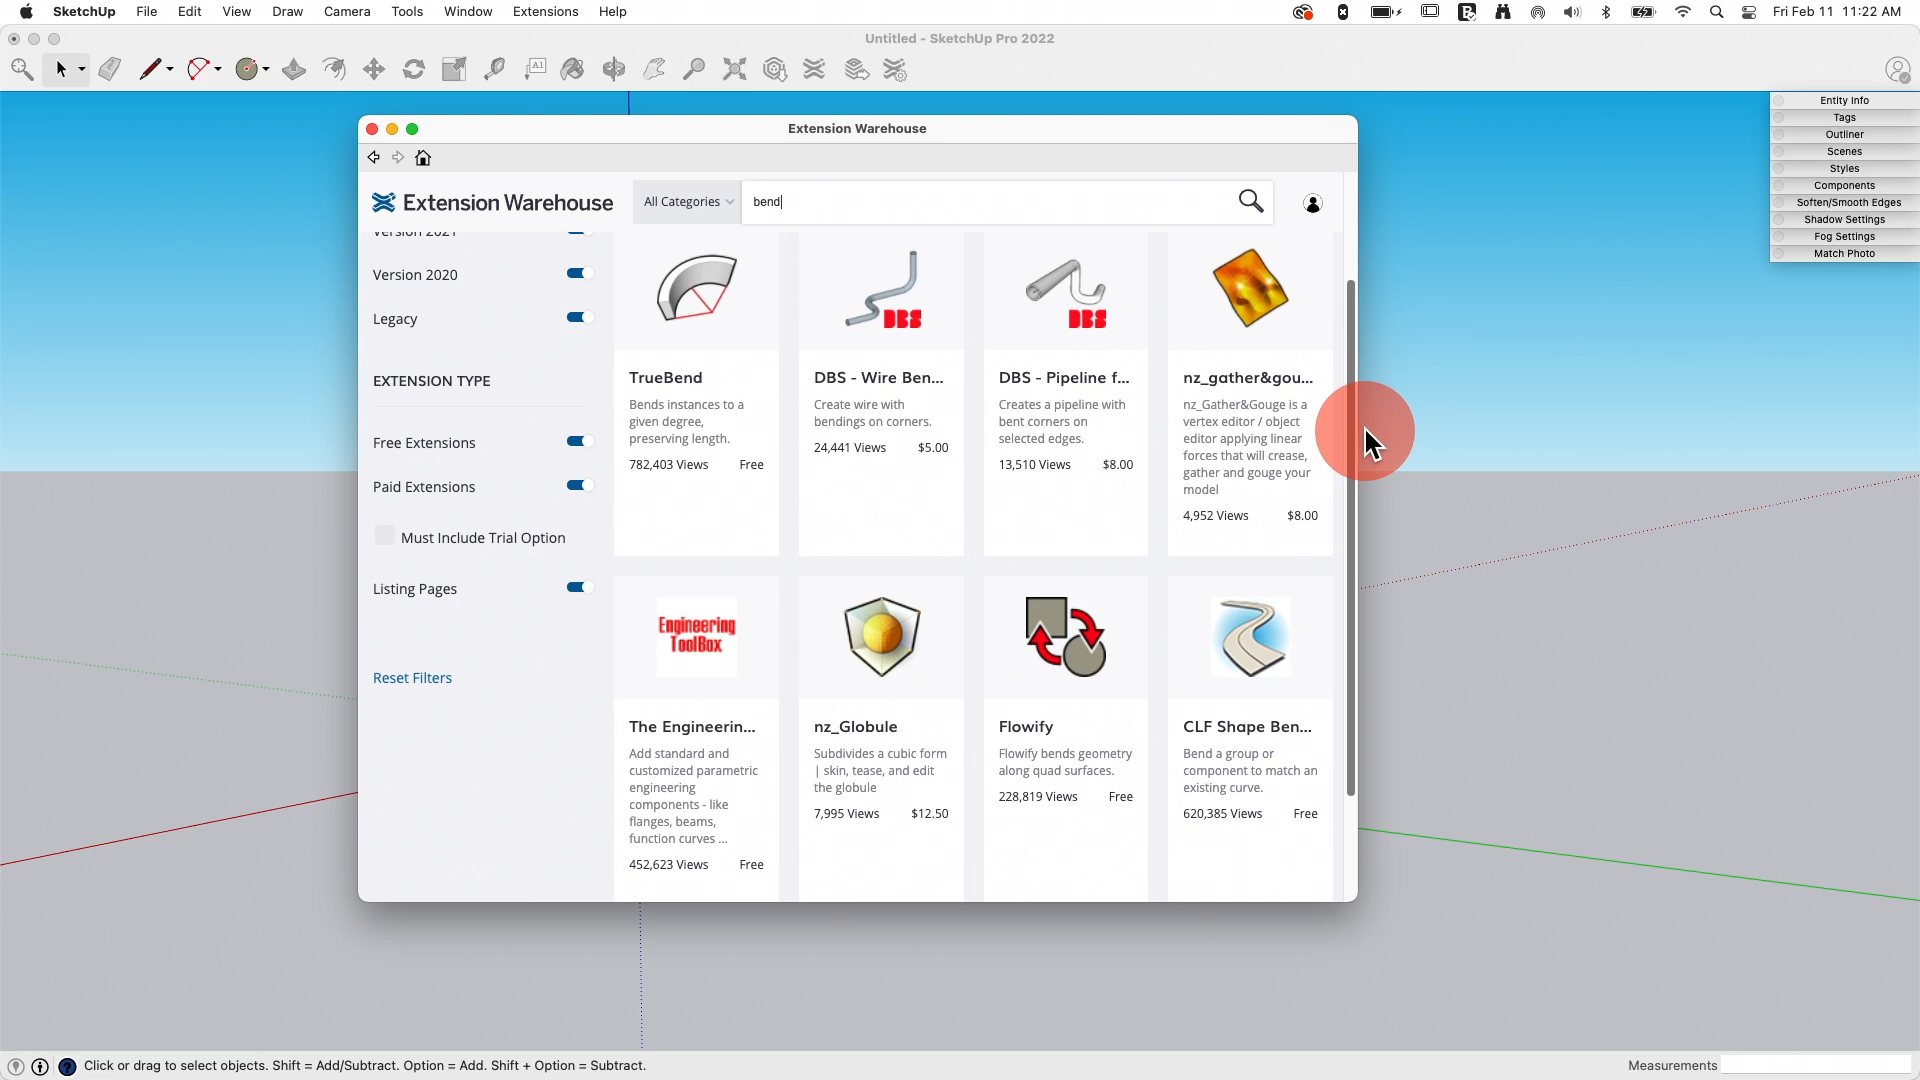 SketchUp File Edit View Draw Camera Tools Window Extensions Help Fri Feb 11 11:22 AM
Untitled - SketchUp Pro 2022
A1
Entity Info
Tags
Outliner
Scenes
Styles
Components
Soften/Smooth Edges
Shadow Settings
Fog Settings
Match Photo
Extension Warehouse
Extension Warehouse All Categories bend
Version 2021
Version 2020
Legacy
EXTENSION TYPE
Free Extensions
Paid Extensions
Must Include Trial Option
Listing Pages
Reset Filters
TrueBend
Bends instances to a
given degree,
preserving length.
782,403 Views Free
DBS
DBS - Wire Ben...
Create wire with
bendings on corners.
24,441 Views $5.00
DBS
DBS - Pipeline f...
Creates a pipeline with
bent corners on
selected edges.
13,510 Views $8.00
nz_gather&gou...
nz_Gather&Gouge is a
vertex editor / object
editor applying linear
forces that will crease,
gather and gouge your
model
4,952 Views $8.00
Engineering
ToolBox
The Engineerin...
Add standard and
customized parametric
engineering
components - like
flanges, beams,
function curves ...
452,623 Views Free
nz_Globule
Subdivides a cubic form
| skin, tease, and edit
the globule
7,995 Views $12.50
Flowify
Flowify bends geometry
along quad surfaces.
228,819 Views Free
CLF Shape Ben...
Bend a group or
component to match an
existing curve.
620,385 Views Free
Click or drag to select objects. Shift = Add/Subtract. Option = Add. Shift + Option = Subtract. Measurements